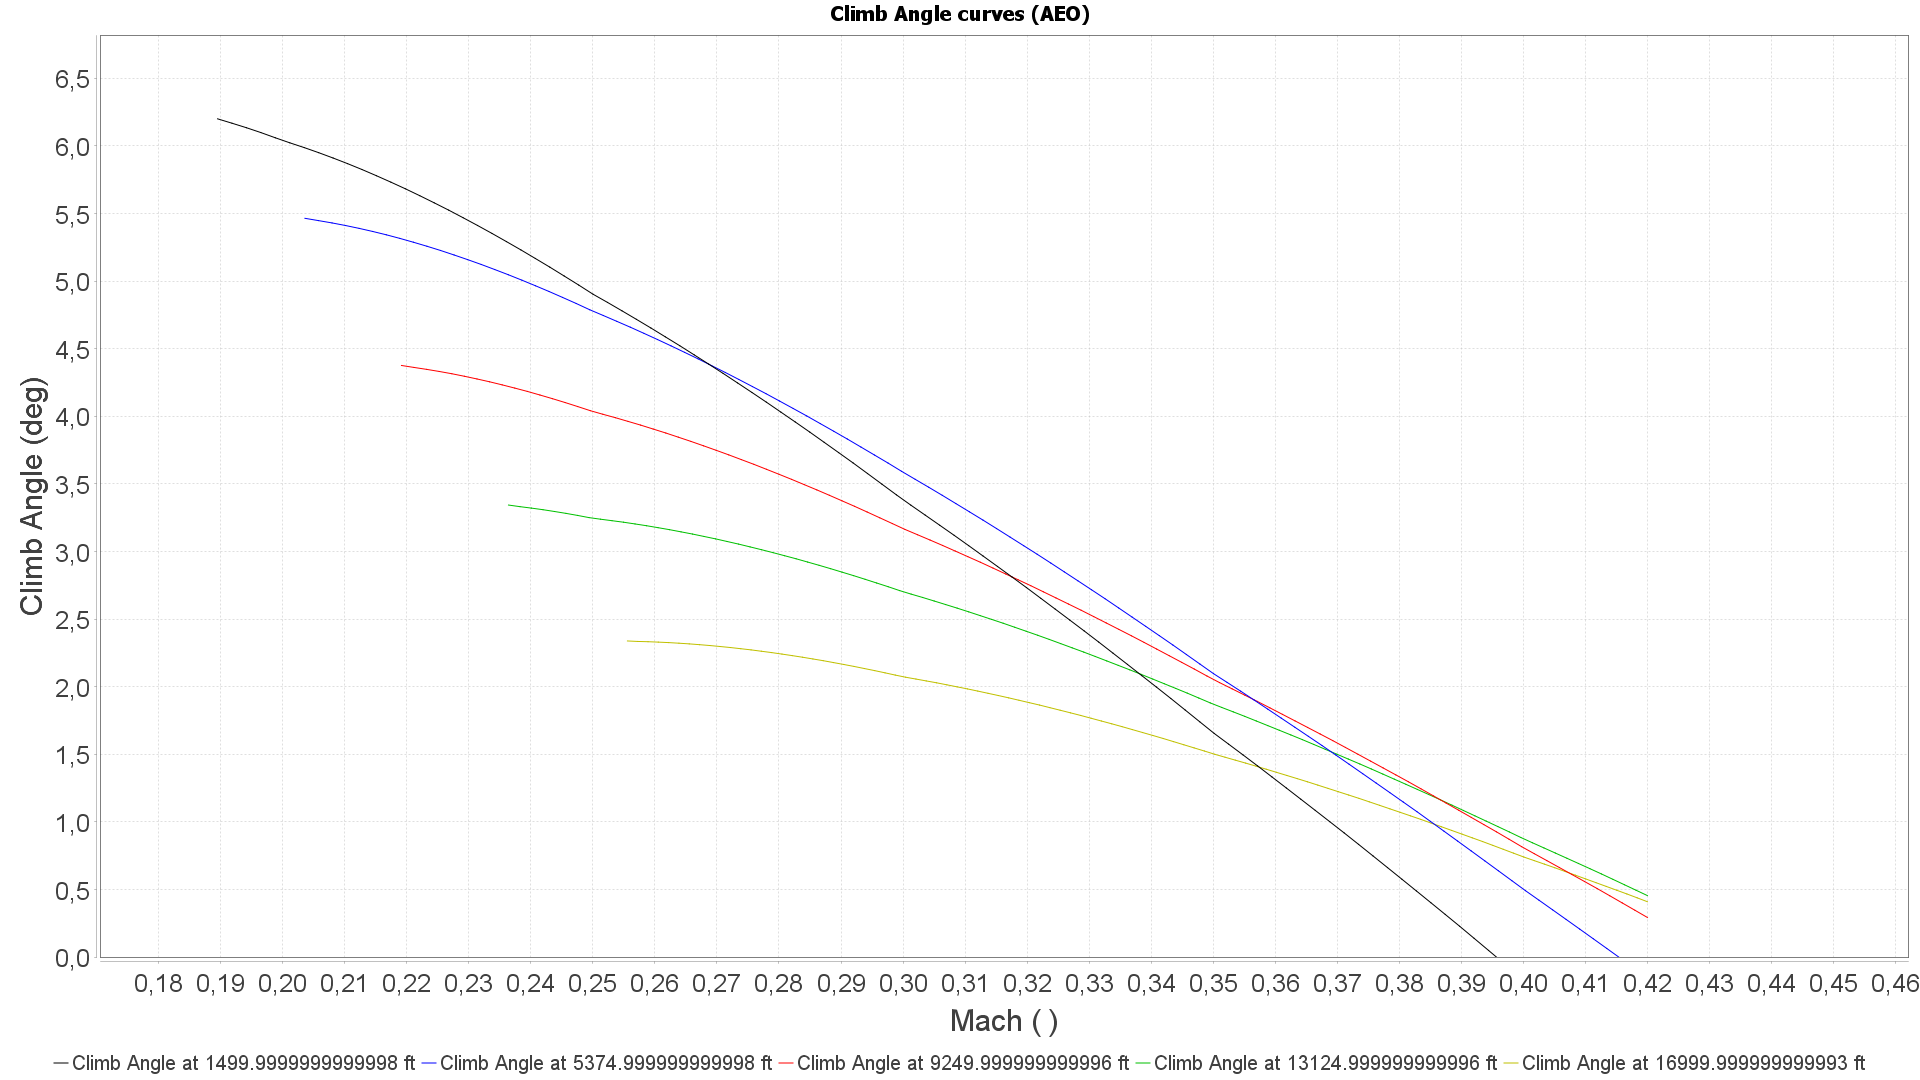 Climb Angle curves (AEO)
6,5
6,0
5,5
5,0
4,5
4,0
3,5
3,0
2,5
2,0
1,5
1,0
0,5
0,0
Climb Angle (deg)
0,18 0,19 0,20 0,21 0,22 0,23 0,24 0,25 0,26 0,27 0,28 0,29 0,30 0,31 0,32 0,33 0,34 0,35 0,36 0,37 0,38 0,39 0,40 0,41 0,42 0,43 0,44 0,45 0,46
Mach ( )
Climb Angle at 1499.9999999999998 ft Climb Angle at 5374.999999999998 ft Climb Angle at 9249.999999999996 ft Climb Angle at 13124.999999999996 ft Climb Angle at 16999.999999999993 ft